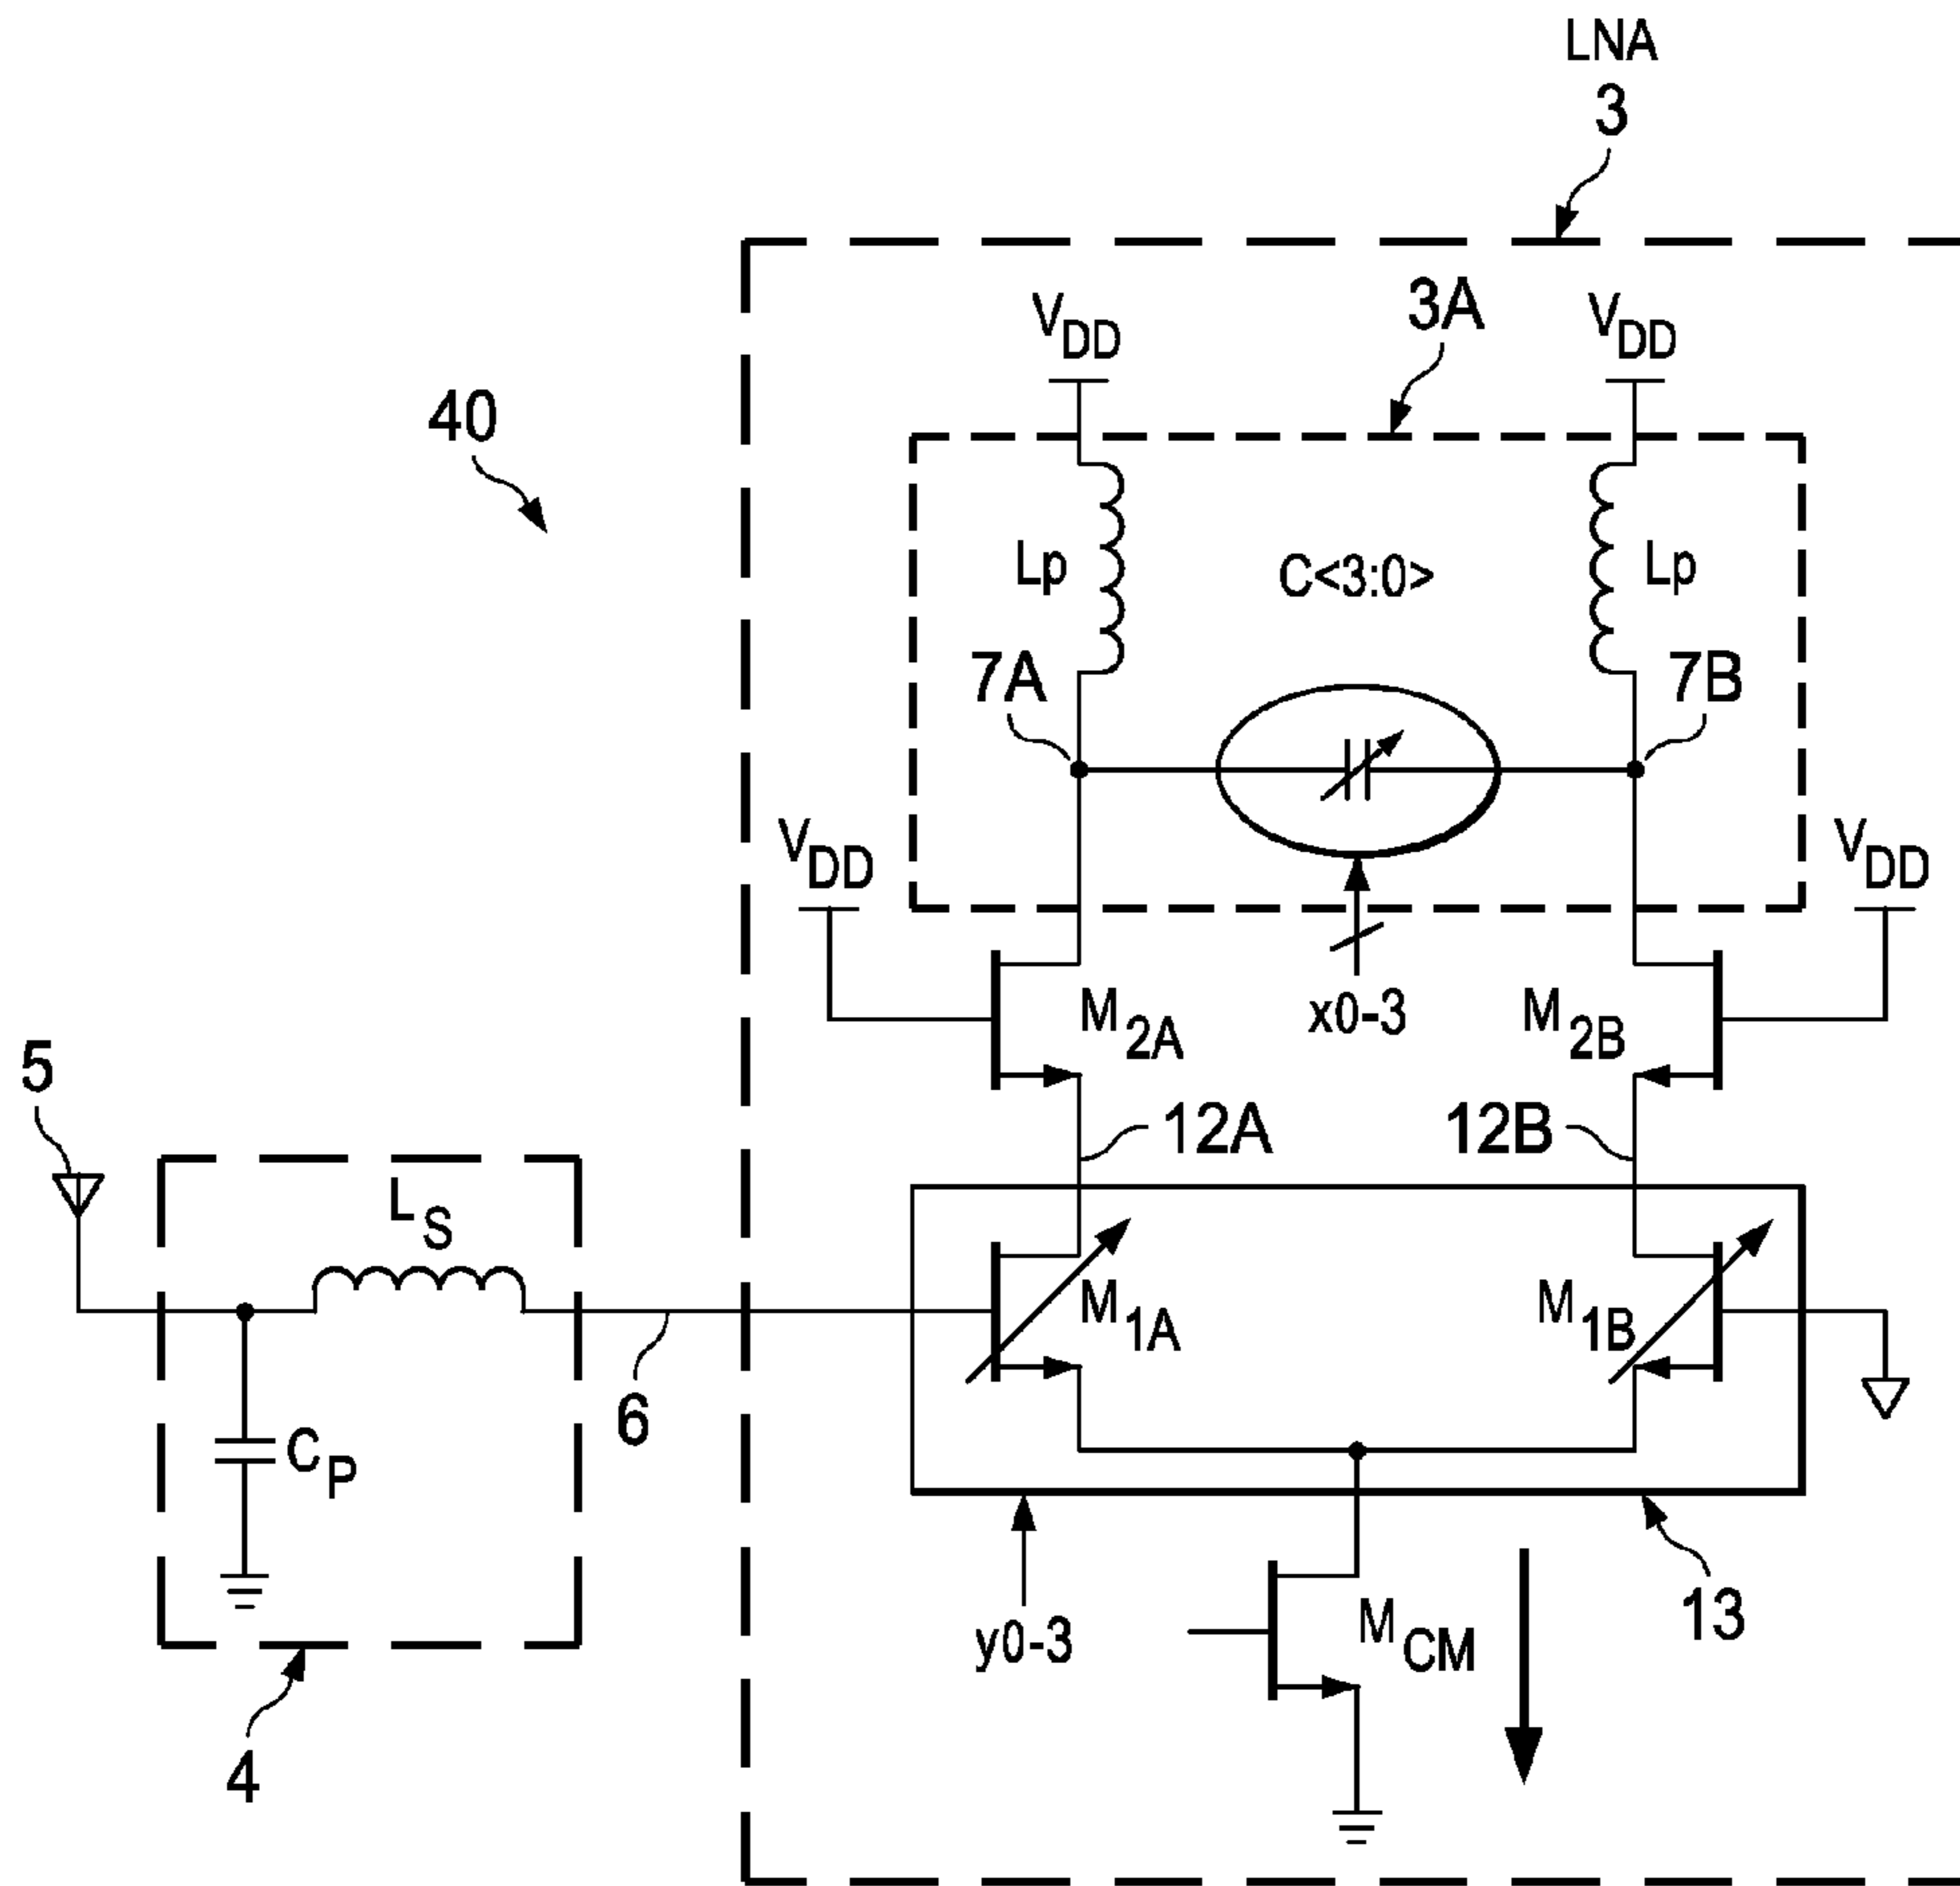 LNA
3
3A
VDD
VDD
40
Lp
C<3:0>
Lp
7A
7B
VDD
VDD
M2A
x0-3
M2B
5
12A
12B
LS
M1A
M1B
6
CP
y0-3
MCM
13
4